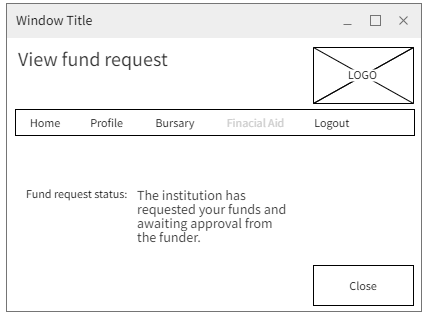 Window Title
View fund request
LOGO
Home Profile Bursary Finacial Aid Logout
Fund request status: The institution has
requested your funds and
awaiting approval from
the funder.
Close